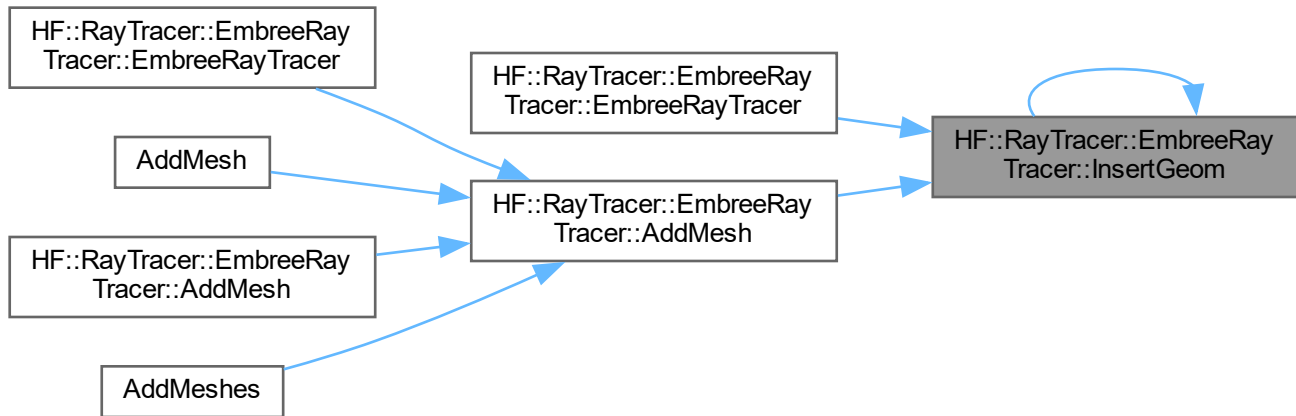 HF::RayTracer::EmbreeRay
Tracer::EmbreeRayTracer
AddMesh
HF::RayTracer::EmbreeRay
Tracer::AddMesh
AddMeshes
HF::RayTracer::EmbreeRay
Tracer::EmbreeRayTracer
HF::RayTracer::EmbreeRay
Tracer::AddMesh
HF::RayTracer::EmbreeRay
Tracer::InsertGeom